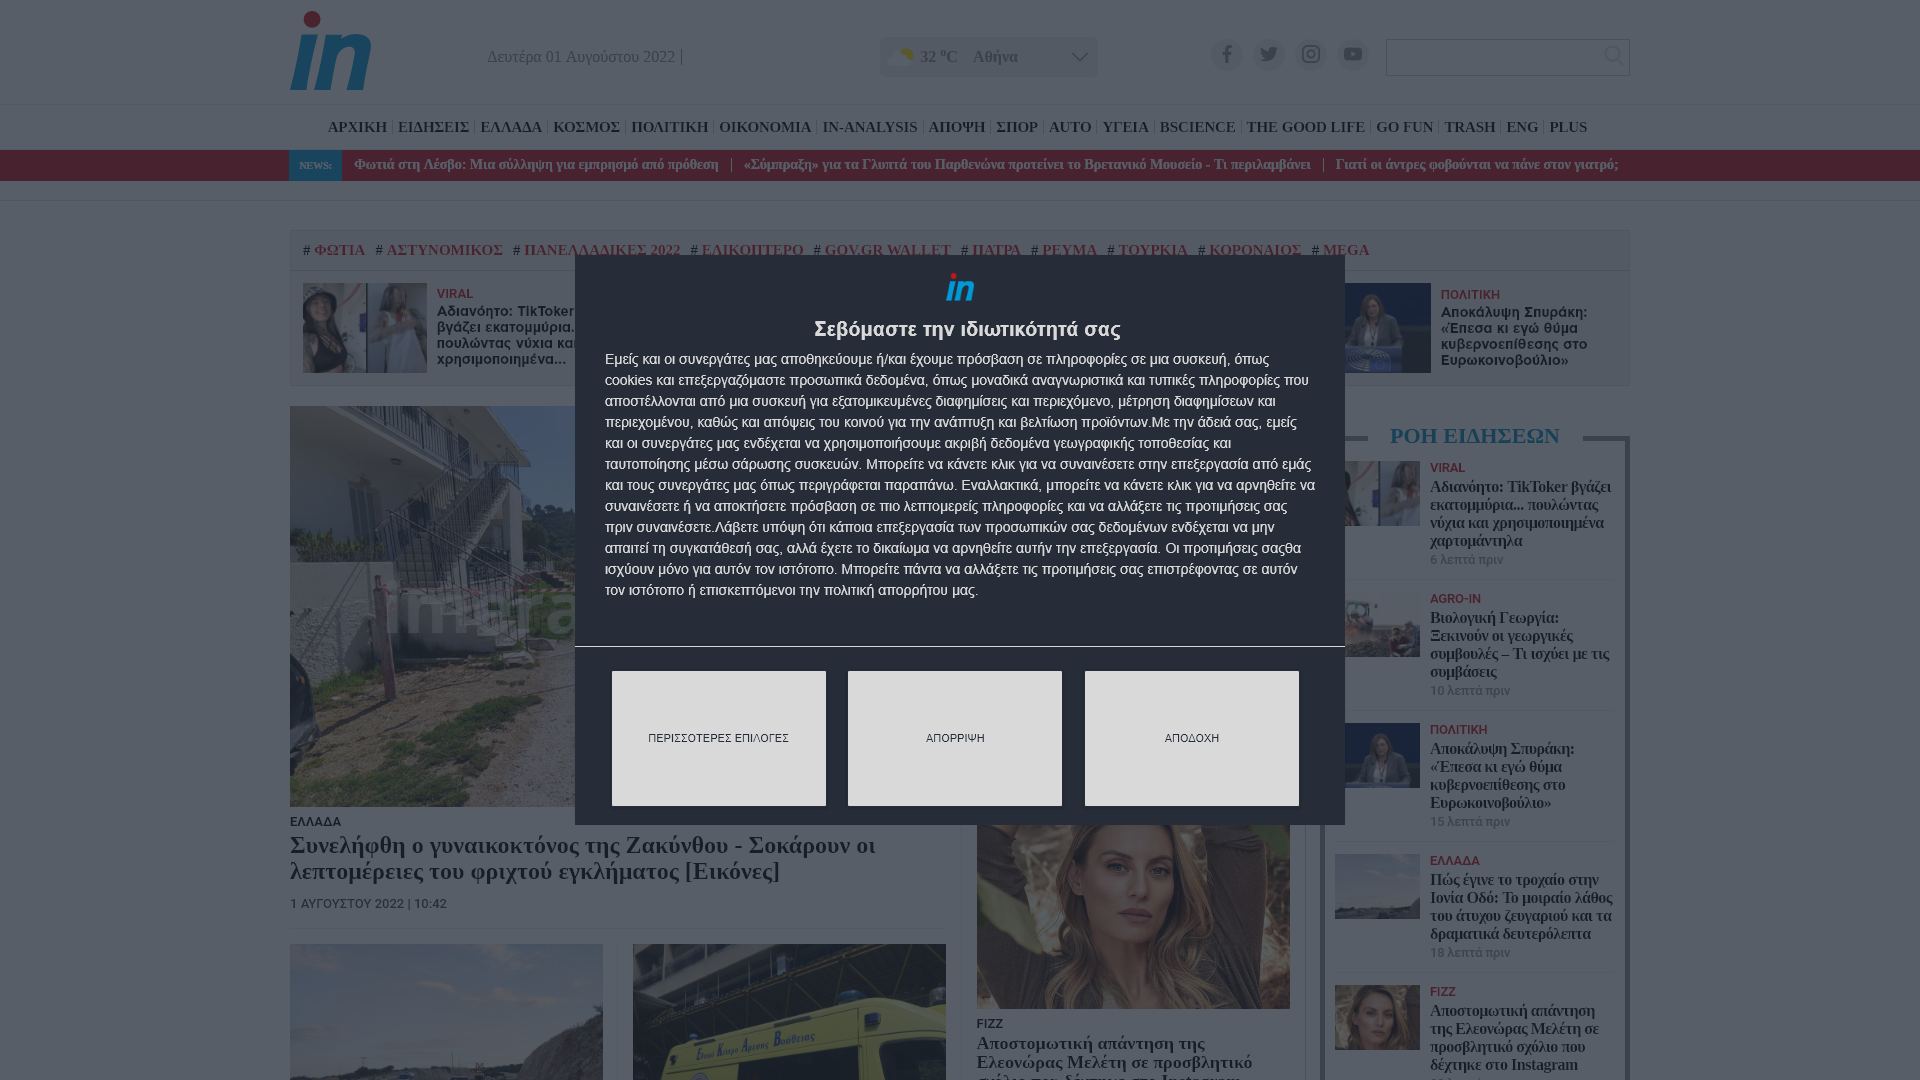 in
Δευτέρα 01 Αυγούστου 2022 |
32 °C Αθήνα
ΑΡΧΙΚΗ ΕΙΔΗΣΕΙΣ ΕΛΛΑΔΑ ΚΟΣΜΟΣ ΠΟΛΙΤΙΚΗ ΟΙΚΟΝΟΜΙΑ IN-ANALYSIS ΑΠΟΨΗ ΣΠΟΡ AUTO ΥΓΕΙΑ BSCIENCE THE GOOD LIFE GO FUN TRASH ENG PLUS
NEWS: Φωτιά στη Λέσβο: Μια σύλληψη για εμπρησμό από πρόθεση | «Σύμπραξη» για τα Γλυπτά του Παρθενώνα προτείνει το Βρετανικό Μουσείο - Τι περιλαμβάνει | Γιατί οι άντρες φοβούνται να πάνε στον γιατρό;
# ΦΩΤΙΑ # ΑΣΤΥΝΟΜΙΚΟΣ # ΠΑΝΕΛΛΑΔΙΚΕΣ 2022 # ΕΛΙΚΟΠΤΕΡΟ # GOV.GR WALLET # ΠΑΤΡΑ # ΡΕΥΜΑ # ΤΟΥΡΚΙΑ # ΚΟΡΟΝΑΙΟΣ # MEGA
VIRAL
Αδιανόητο: TikToker
βγάζει εκατομμύρια.
πουλώντας νύχια και
χρησιμοποιημένα...
in
Σεβόμαστε την ιδιωτικότητά σας
Εμείς και οι συνεργάτες μας αποθηκεύουμε ή/και έχουμε πρόσβαση σε πληροφορίες σε μια συσκευή, όπως
cookies και επεξεργαζόμαστε προσωπικά δεδομένα, όπως μοναδικά αναγνωριστικά και τυπικές πληροφορίες που
αποστέλλονται από μια συσκευή για εξατομικευμένες διαφημίσεις και περιεχόμενο, μέτρηση διαφημίσεων και
περιεχομένου, καθώς και απόψεις του κοινού για την ανάπτυξη και βελτίωση προϊόντων.Με την άδειά σας, εμείς
και οι συνεργάτες μας ενδέχεται να χρησιμοποιήσουμε ακριβή δεδομένα γεωγραφικής τοποθεσίας και
ταυτοποίησης μέσω σάρωσης συσκευών. Μπορείτε να κάνετε κλικ για να συναινέσετε στην επεξεργασία από εμάς
και τους συνεργάτες μας όπως περιγράφεται παραπάνω. Εναλλακτικά, μπορείτε να κάνετε κλικ για να αρνηθείτε να
συναινέσετε ή να αποκτήσετε πρόσβαση σε πιο λεπτομερείς πληροφορίες και να αλλάξετε τις προτιμήσεις σας
πριν συναινέσετε.Λάβετε υπόψη ότι κάποια επεξεργασία των προσωπικών σας δεδομένων ενδέχεται να μην
απαιτεί τη συγκατάθεσή σας, αλλά έχετε το δικαίωμα να αρνηθείτε αυτήν την επεξεργασία. Οι προτιμήσεις σαςθα
ισχύουν μόνο για αυτόν τον ιστότοπο. Μπορείτε πάντα να αλλάξετε τις προτιμήσεις σας επιστρέφοντας σε αυτόν
τον ιστότοπο ή επισκεπτόμενοι την πολιτική απορρήτου μας.
ΠΕΡΙΣΣΟΤΕΡΕΣ ΕΠΙΛΟΓΕΣ
ΑΠΟΡΡΙΨΗ
ΑΠΟΔΟΧΗ
ΠΟΛΙΤΙΚΗ
Αποκάλυψη Σπυράκη:
«Έπεσα κι εγώ θύμα
κυβερνοεπίθεσης στο
Ευρωκοινοβούλιο»
ΕΛΛΑΔΑ
Συνελήφθη ο γυναικοκτόνος της Ζακύνθου - Σοκάρουν οι
λεπτομέρειες του φριχτού εγκλήματος [Εικόνες]
1 ΑΥΓΟΥΣΤΟΥ 2022 | 10:42
Εθνικό Κέντρο Άμεσης Βοήθειας
FIZZ
Αποστομωτική απάντηση της
Ελεονώρας Μελέτη σε προσβλητικό
σχόλιο που δέχτηκε στο Instagram
ΡΟΗ ΕΙΔΗΣΕΩΝ
VIRAL
Αδιανόητο: TikToker βγάζει
εκατομμύρια... πουλώντας
νύχια και χρησιμοποιημένα
χαρτομάντηλα
6 λεπτά πριν
AGRO-IN
Βιολογική Γεωργία:
Ξεκινούν οι γεωργικές
συμβουλές – Τι ισχύει με τις
συμβάσεις
10 λεπτά πριν
ΠΟΛΙΤΙΚΗ
Αποκάλυψη Σπυράκη:
«Έπεσα κι εγώ θύμα
κυβερνοεπίθεσης στο
Ευρωκοινοβούλιο»
15 λεπτά πριν
ΕΛΛΑΔΑ
Πώς έγινε το τροχαίο στην
Ιονία Οδό: Το μοιραίο λάθος
του άτυχου ζευγαριού και τα
δραματικά δευτερόλεπτα
18 λεπτά πριν
FIZZ
Αποστομωτική απάντηση
της Ελεονώρας Μελέτη σε
προσβλητικό σχόλιο που
δέχτηκε στο Instagram